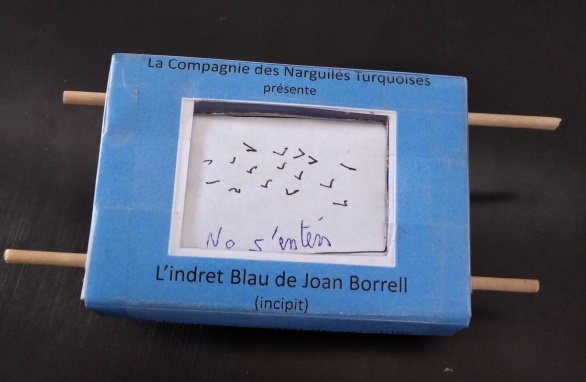 La Compagnie des Narguilés Turquoises
présente
No s'entén
L'indret Blau de Joan Borrell
(incipit)